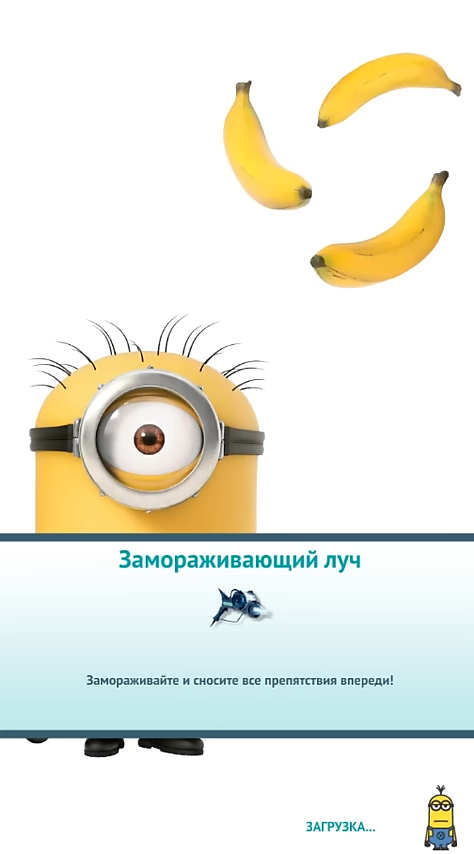 Замораживающий луч
Замораживайте и сносите все препятствия впереди!
ЗАГРУЗКА...